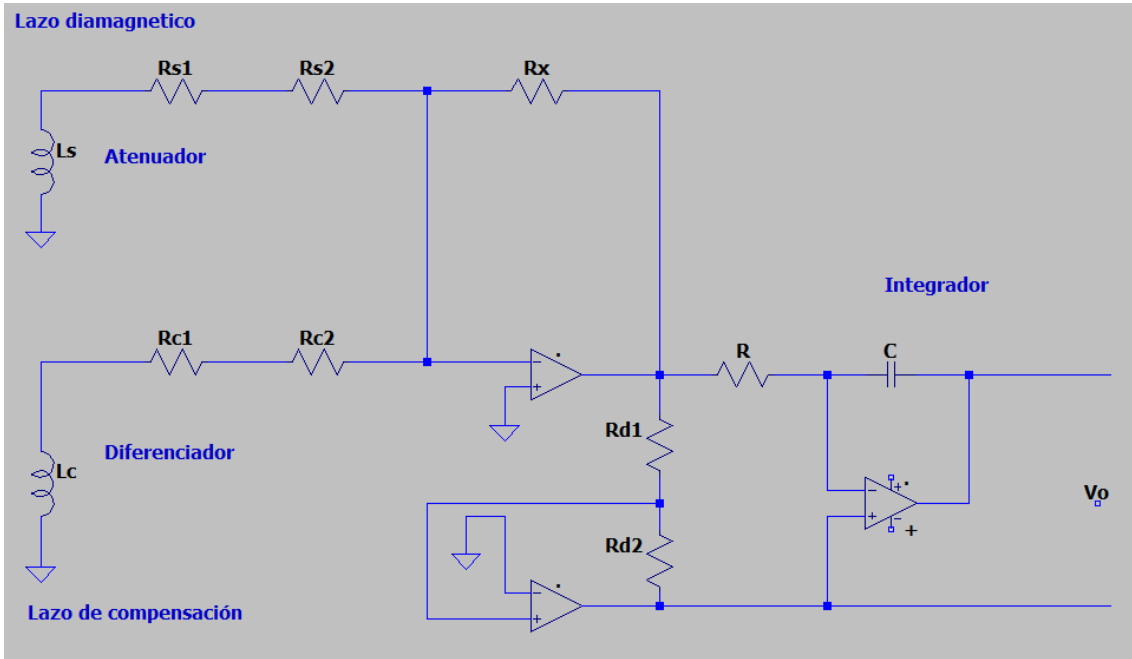 Lazo diamagnetico
Rs1
Rs2
Rx
Ls
Atenuador
Integrador
Rc1
Rc2
R
C
Rd1
Diferenciador
Lc
Vo
Rd2
Lazo de compensación